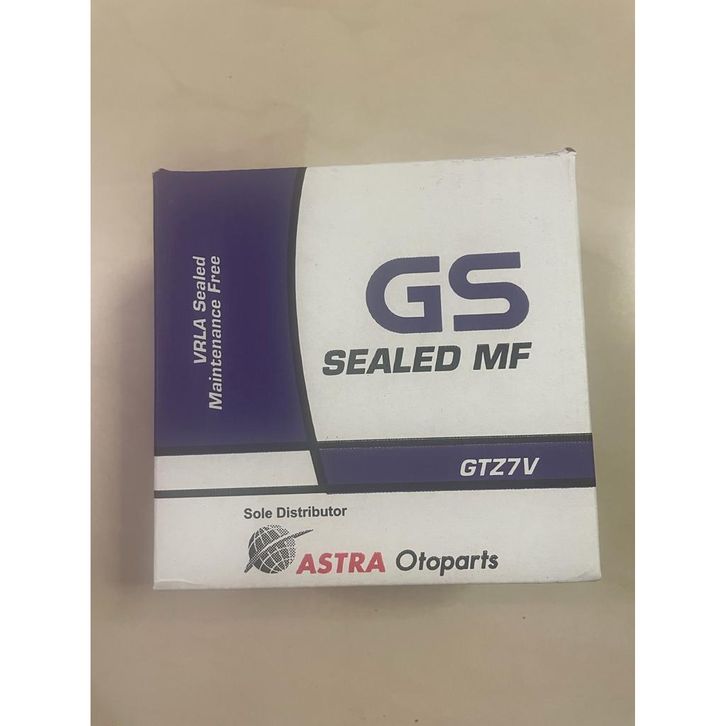 VRLA Sealed
Maintenance Free
GS
SEALED MF
GTZ7V
Sole Distributor
ASTRA Otoparts